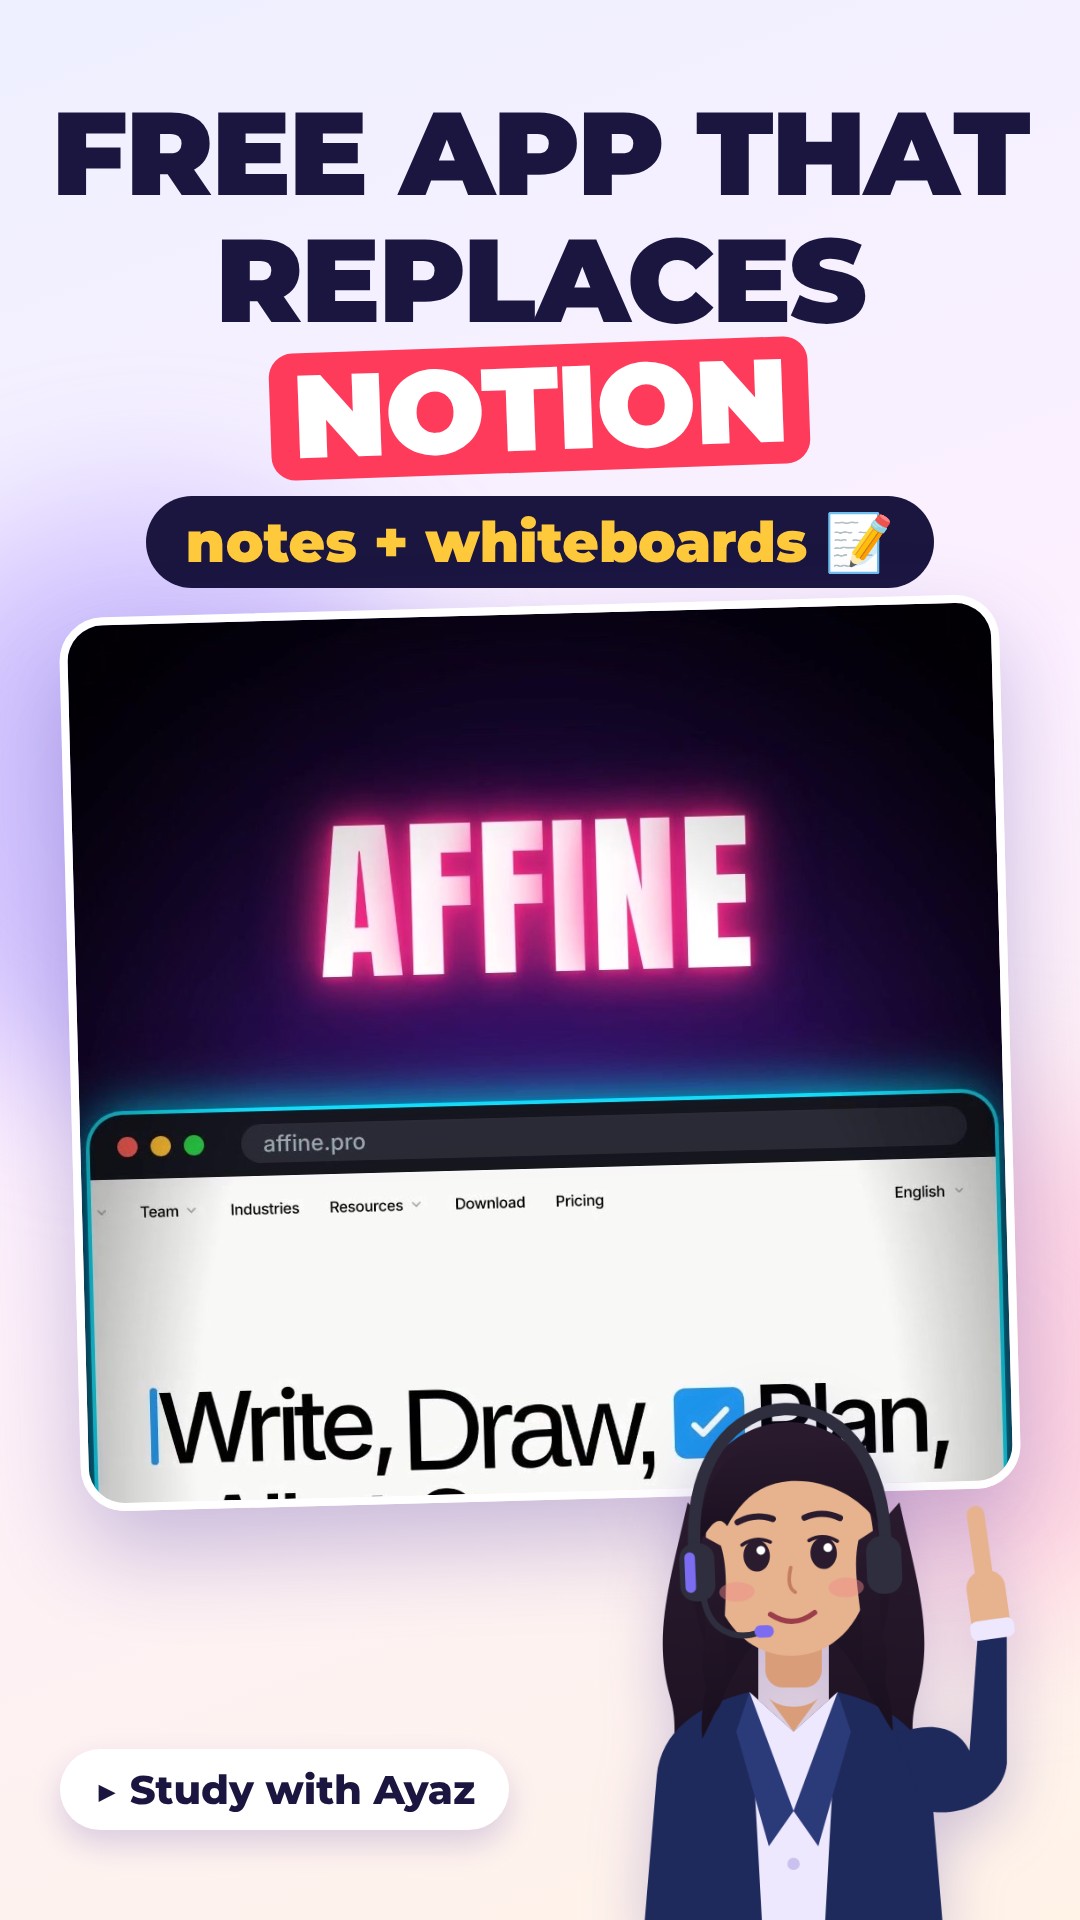 FREE APP THAT
REPLACES
NOTION
notes + whiteboards 📝
AFFINE
affine.pro
Team Industries Resources Download Pricing English
Write, Draw, Plan,
▸ Study with Ayaz